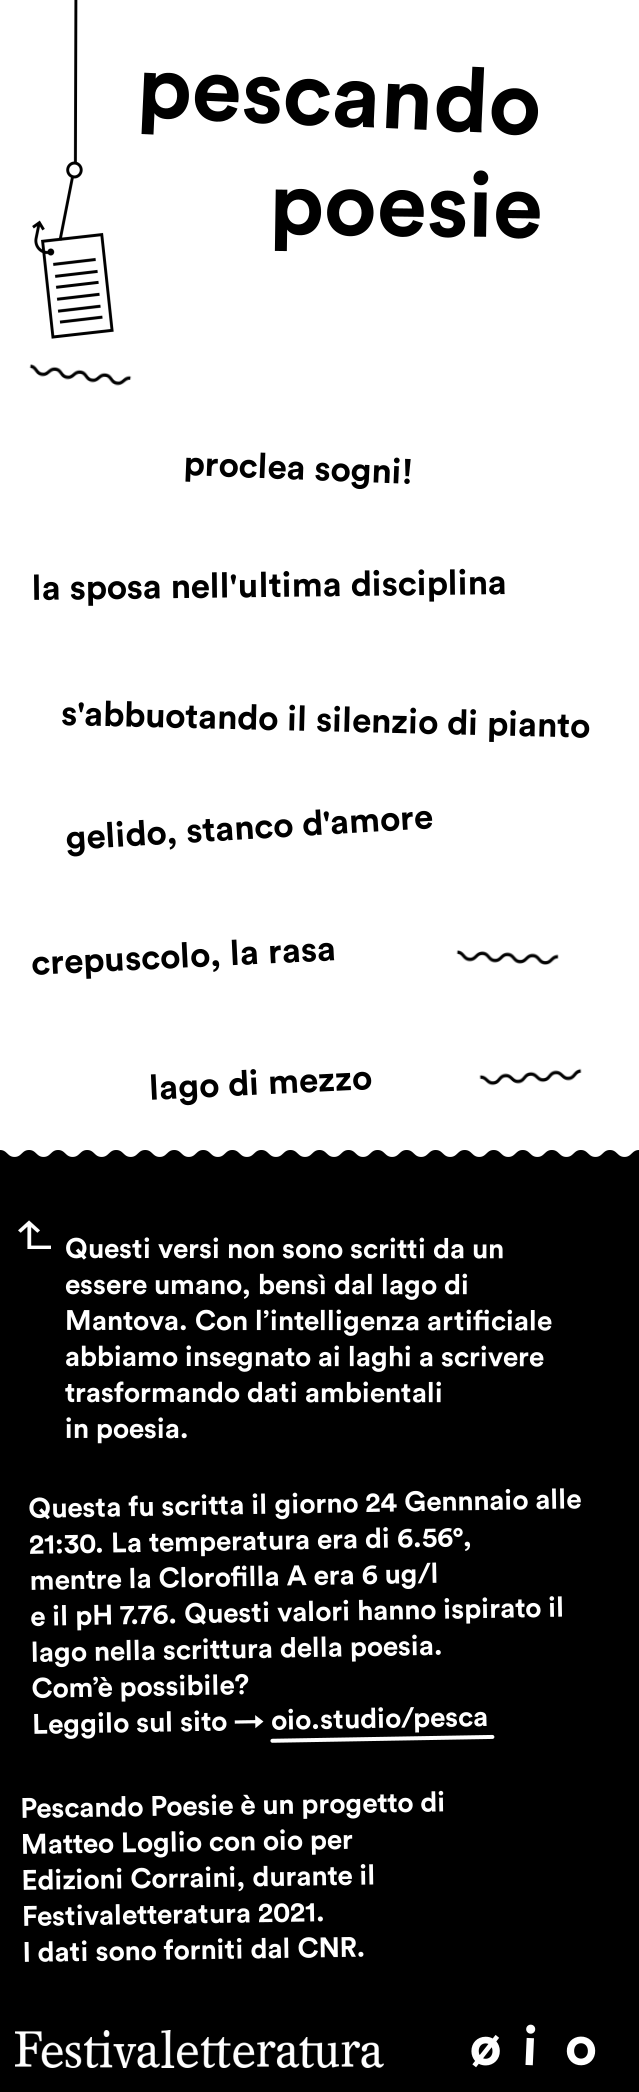 pescando
poesie
proclea sogni!
la sposa nell'ultima disciplina
s'abbuotando il silenzio di pianto
gelido, stanco d'amore
crepuscolo, la rasa
lago di mezzo
Questi versi non sono scritti da un
essere umano, bensì dal lago di
Mantova. Con l’intelligenza artificiale
abbiamo insegnato ai laghi a scrivere
trasformando dati ambientali
in poesia.
Questa fu scritta il giorno 24 Gennnaio alle
21:30. La temperatura era di 6.56°,
mentre la Clorofilla A era 6 ug/l
e il pH 7.76. Questi valori hanno ispirato il
lago nella scrittura della poesia.
Com’è possibile?
Leggilo sul sito → oio.studio/pesca
Pescando Poesie è un progetto di
Matteo Loglio con oio per
Edizioni Corraini, durante il
Festivaletteratura 2021.
I dati sono forniti dal CNR.
Festivaletteratura ø i o